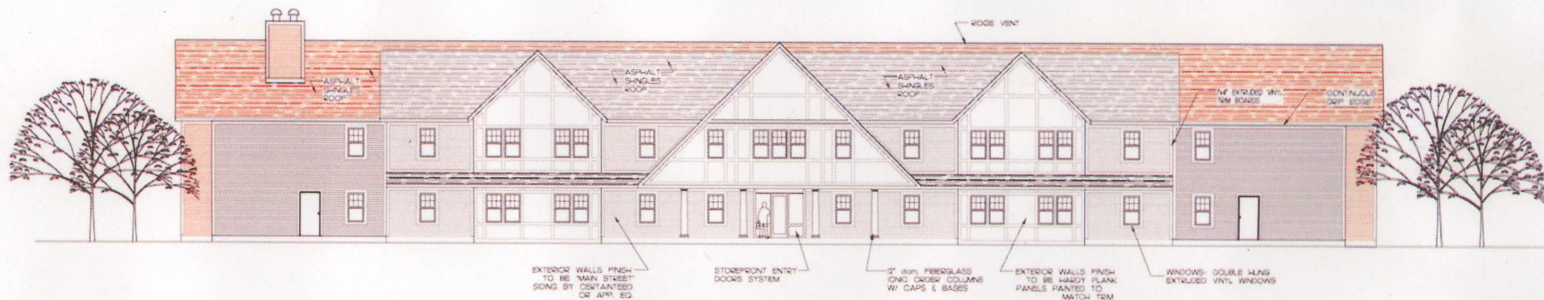 RIDGE VENT
ASPHALT
SHINGLES
ROOF
ASPHALT
SHINGLES
ROOF
ASPHALT
SHINGLES
ROOF
EXTRUDED VINYL
TRIM BOARDS
CONTINUOUS
DRIP EDGE
EXTERIOR WALLS FINISH
TO BE "MAIN STREET"
SIDING BY CERTAINTEED
OR APP. EQ.
STOREFRONT ENTRY
DOORS SYSTEM
12" diam. FIBERGLASS
IONIC ORDER COLUMNS
W/ CAPS & BASES
EXTERIOR WALLS FINISH
TO BE HARDY PLANK
PANELS PAINTED TO
MATCH TRIM
WINDOWS: DOUBLE HUNG
EXTRUDED VINYL WINDOWS